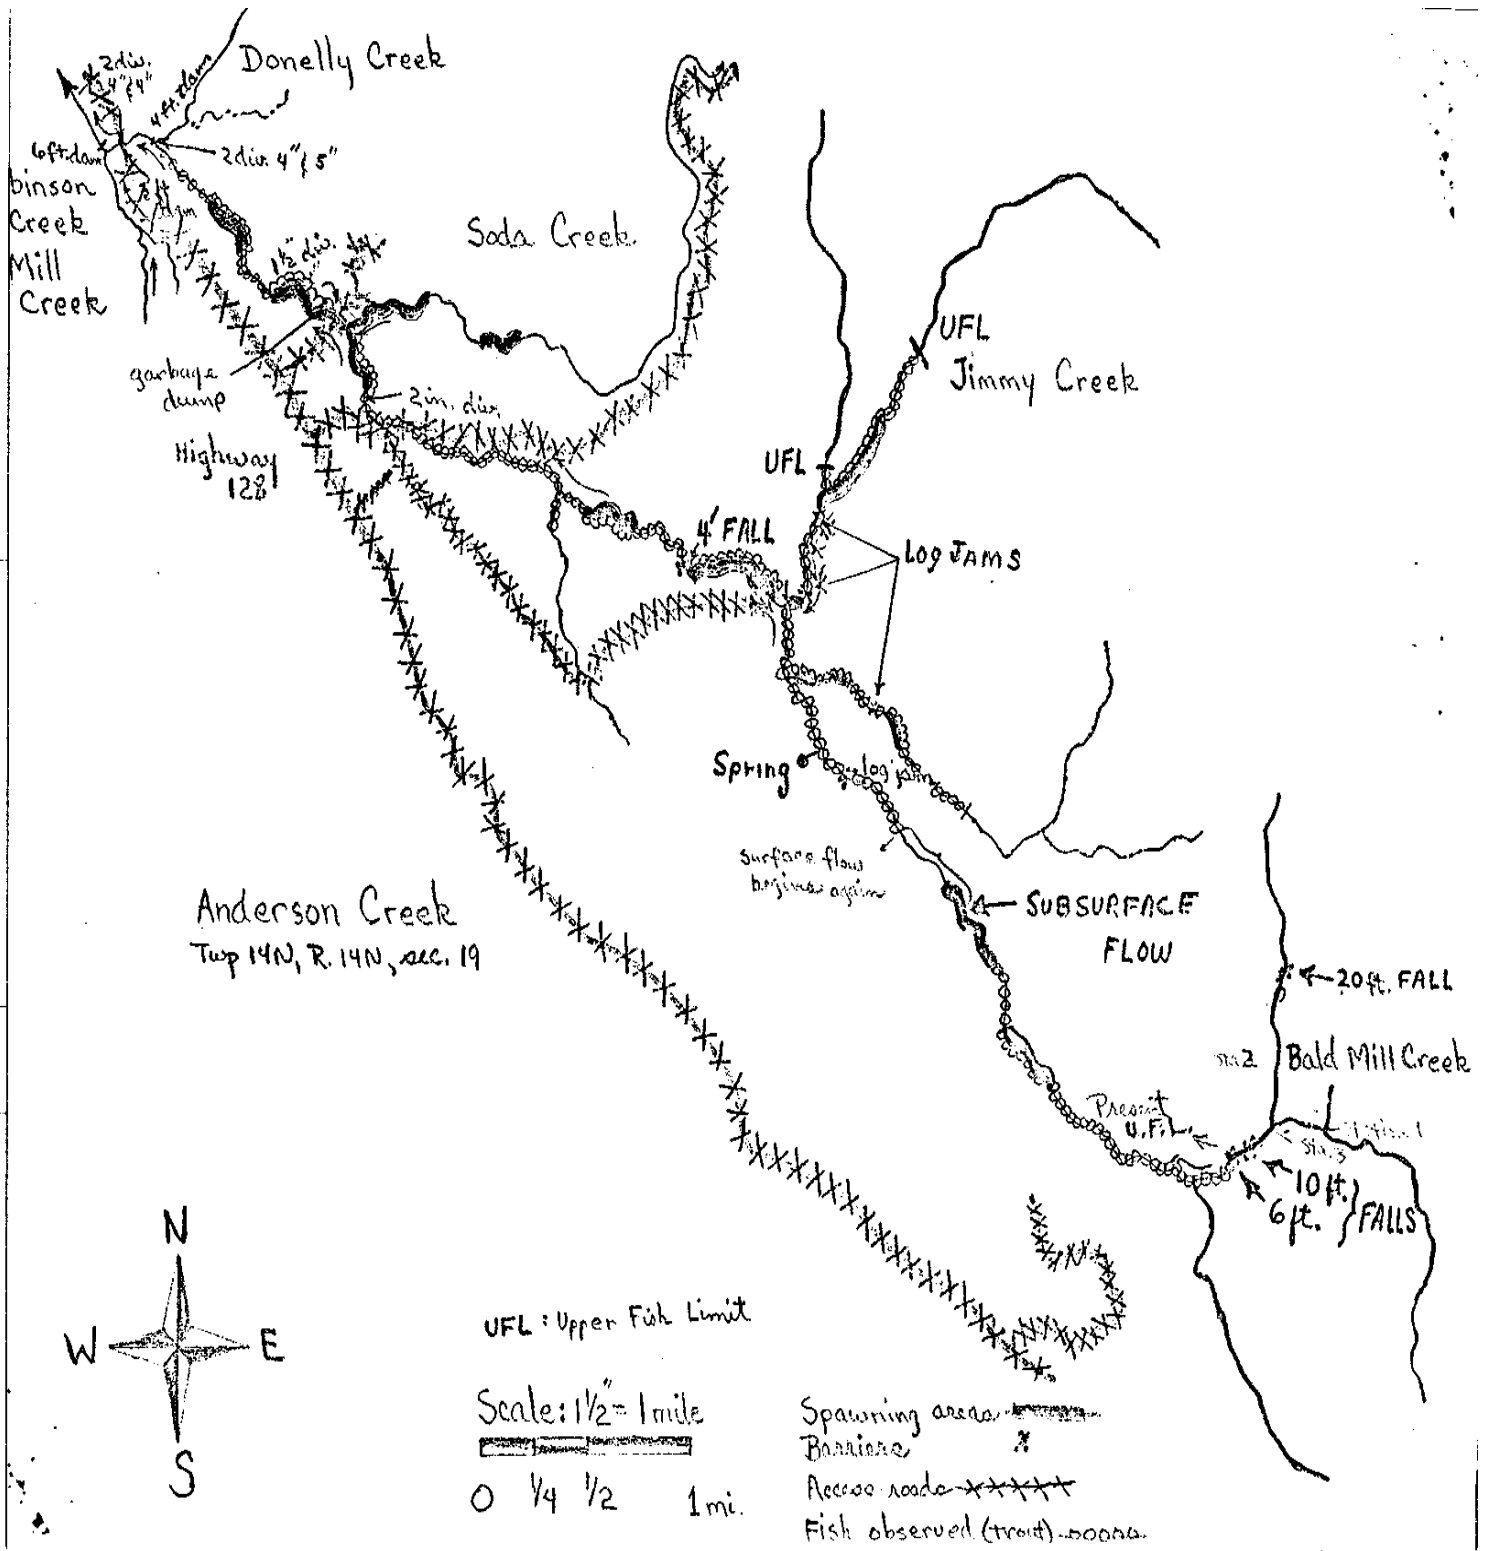 Donelly Creek
2 div.
4" & 4"
4 ft. dam
6 ft. dam
2 div. 4" & 5"
binson
Creek
Mill
Creek
Soda Creek
1½" div.
garbage
dump
2 in. div.
Highway
128
UFL
Jimmy Creek
UFL
4' FALL
Log JAMS
Spring
log jam
surface flow
begins again
SUBSURFACE
FLOW
Anderson Creek
Twp 14N, R. 14N, sec. 19
20 ft. FALL
sta 2
Bald Mill Creek
Present
U.F.L.
Sta. 3
10 ft.
6 ft.
FALLS
N
W
E
S
UFL : Upper Fish Limit
Scale: 1½" = 1 mile
0 ¼ ½ 1 mi.
Spawning areas
Barriers
Access roads
Fish observed (trout)